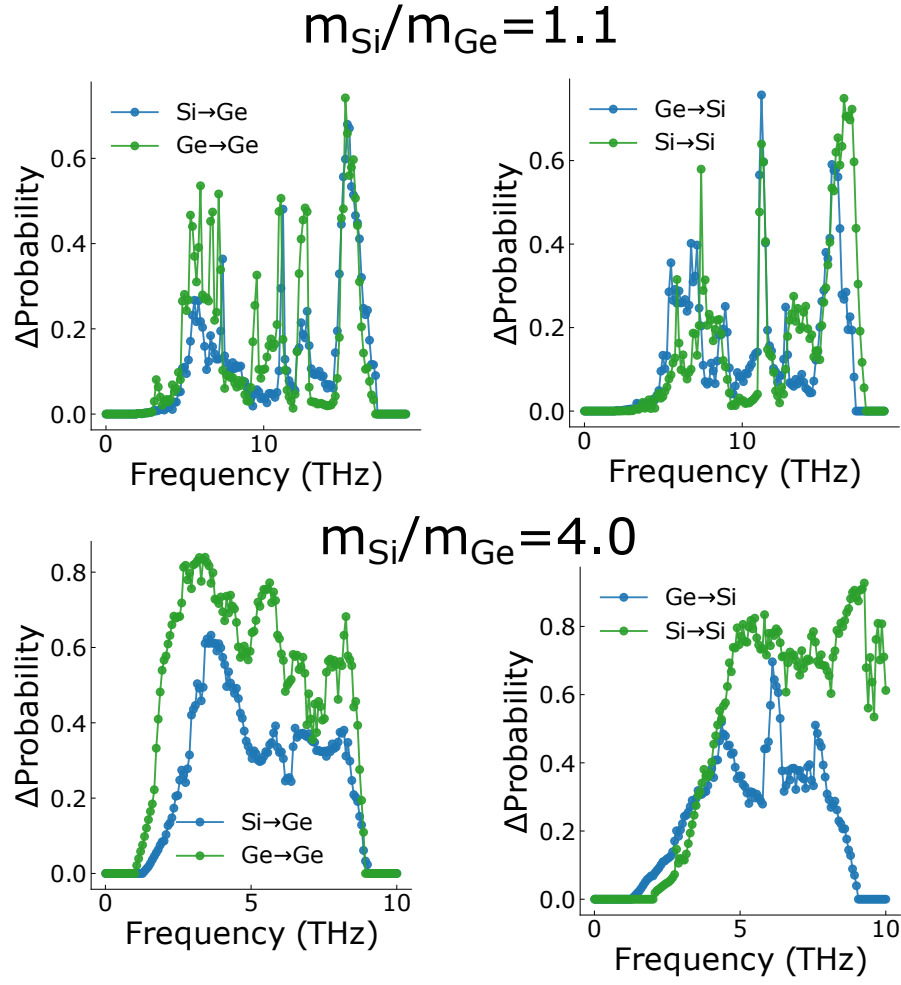 m_Si/m_Ge=1.1
ΔProbability
0.6
0.4
0.2
0.0
Si→Ge
Ge→Ge
0
10
Frequency (THz)
ΔProbability
0.6
0.4
0.2
0.0
Ge→Si
Si→Si
0
10
Frequency (THz)
m_Si/m_Ge=4.0
ΔProbability
0.8
0.6
0.4
0.2
0.0
Si→Ge
Ge→Ge
0
5
10
Frequency (THz)
ΔProbability
0.8
0.6
0.4
0.2
0.0
Ge→Si
Si→Si
0
5
10
Frequency (THz)